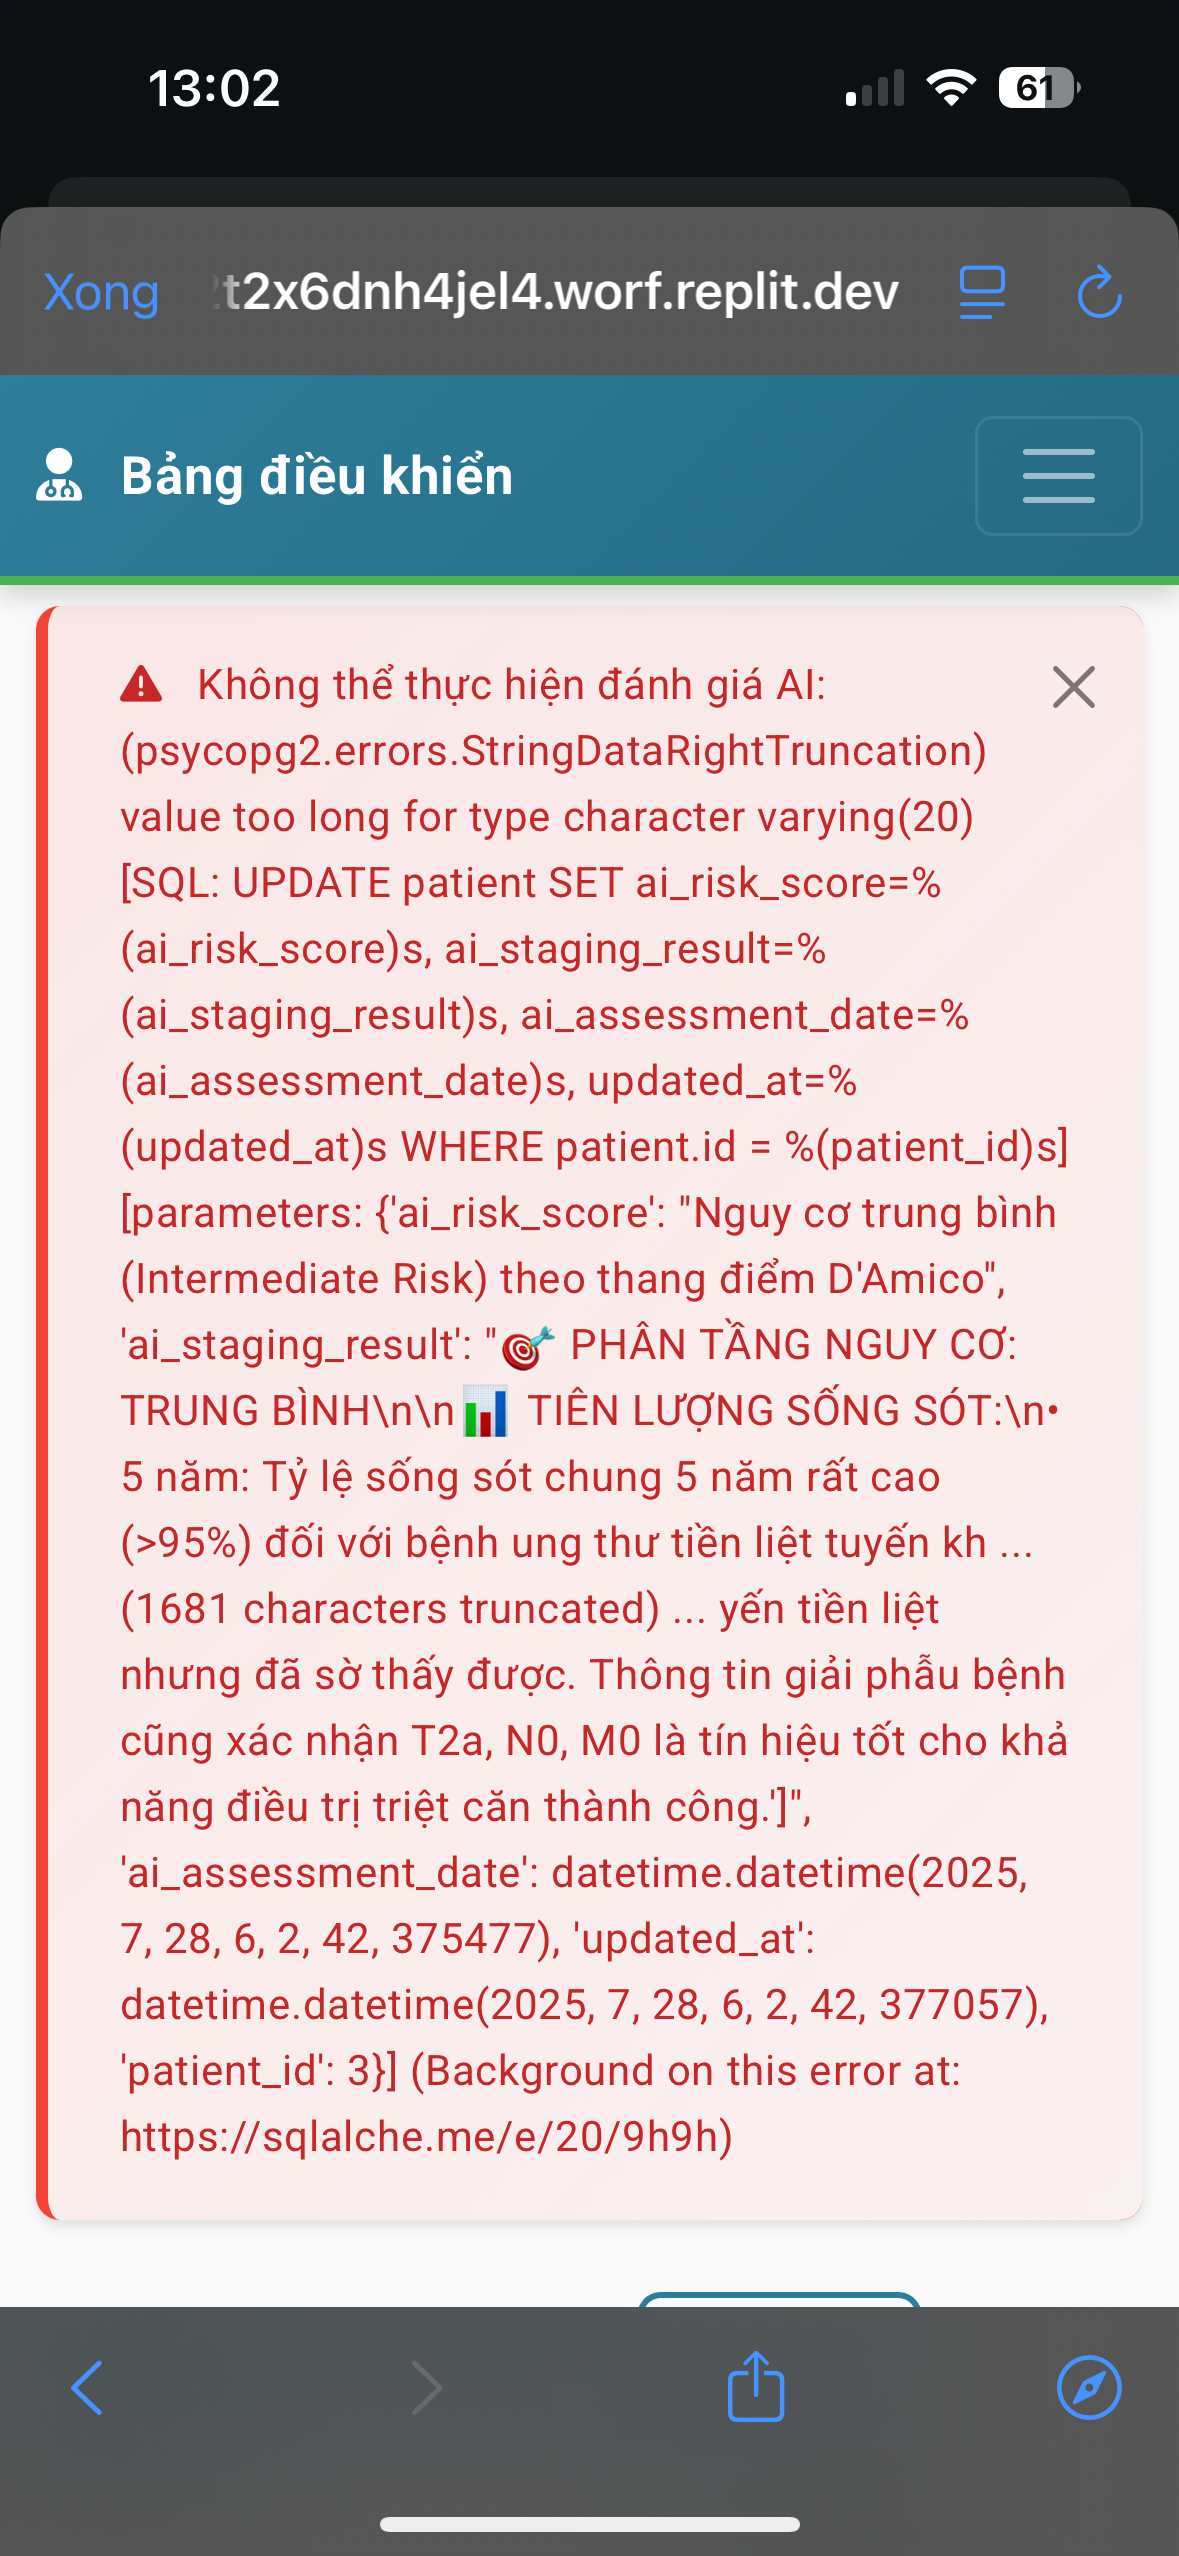 13:02
61
Xong
t2x6dnh4jel4.worf.replit.dev
Bảng điều khiển
Không thể thực hiện đánh giá AI:
(psycopg2.errors.StringDataRightTruncation)
value too long for type character varying(20)
[SQL: UPDATE patient SET ai_risk_score=%
(ai_risk_score)s, ai_staging_result=%
(ai_staging_result)s, ai_assessment_date=%
(ai_assessment_date)s, updated_at=%
(updated_at)s WHERE patient.id = %(patient_id)s]
[parameters: {'ai_risk_score': "Nguy cơ trung bình
(Intermediate Risk) theo thang điểm D'Amico",
'ai_staging_result': "🎯 PHÂN TẦNG NGUY CƠ:
TRUNG BÌNH\n\n📊 TIÊN LƯỢNG SỐNG SÓT:\n•
5 năm: Tỷ lệ sống sót chung 5 năm rất cao
(>95%) đối với bệnh ung thư tiền liệt tuyến kh ...
(1681 characters truncated) ... yến tiền liệt
nhưng đã sờ thấy được. Thông tin giải phẫu bệnh
cũng xác nhận T2a, N0, M0 là tín hiệu tốt cho khả
năng điều trị triệt căn thành công.']",
'ai_assessment_date': datetime.datetime(2025,
7, 28, 6, 2, 42, 375477), 'updated_at':
datetime.datetime(2025, 7, 28, 6, 2, 42, 377057),
'patient_id': 3}] (Background on this error at:
https://sqlalche.me/e/20/9h9h)